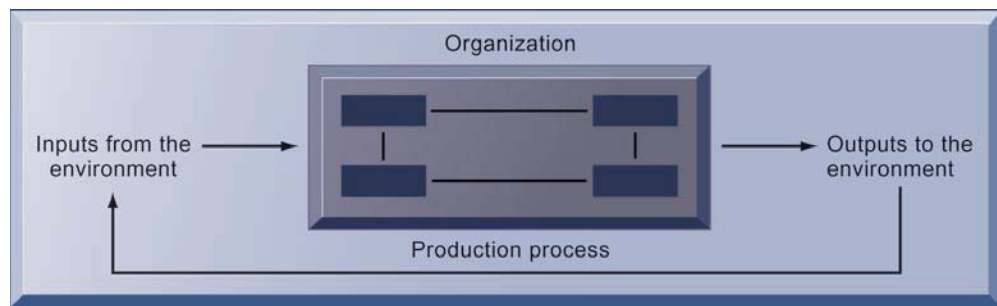 Organization
Inputs from the
environment
Outputs to the
environment
Production process